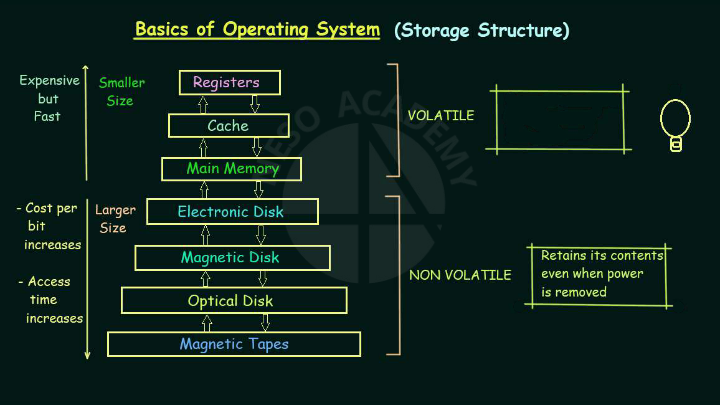 Basics of Operating System (Storage Structure)
Expensive
but
Fast
Smaller
Size
Registers
Cache
Main Memory
VOLATILE
- Cost per
bit
increases
- Access
time
increases
Larger
Size
Electronic Disk
Magnetic Disk
Optical Disk
Magnetic Tapes
NON VOLATILE
Retains its contents
even when power
is removed
ESO ACADEMY